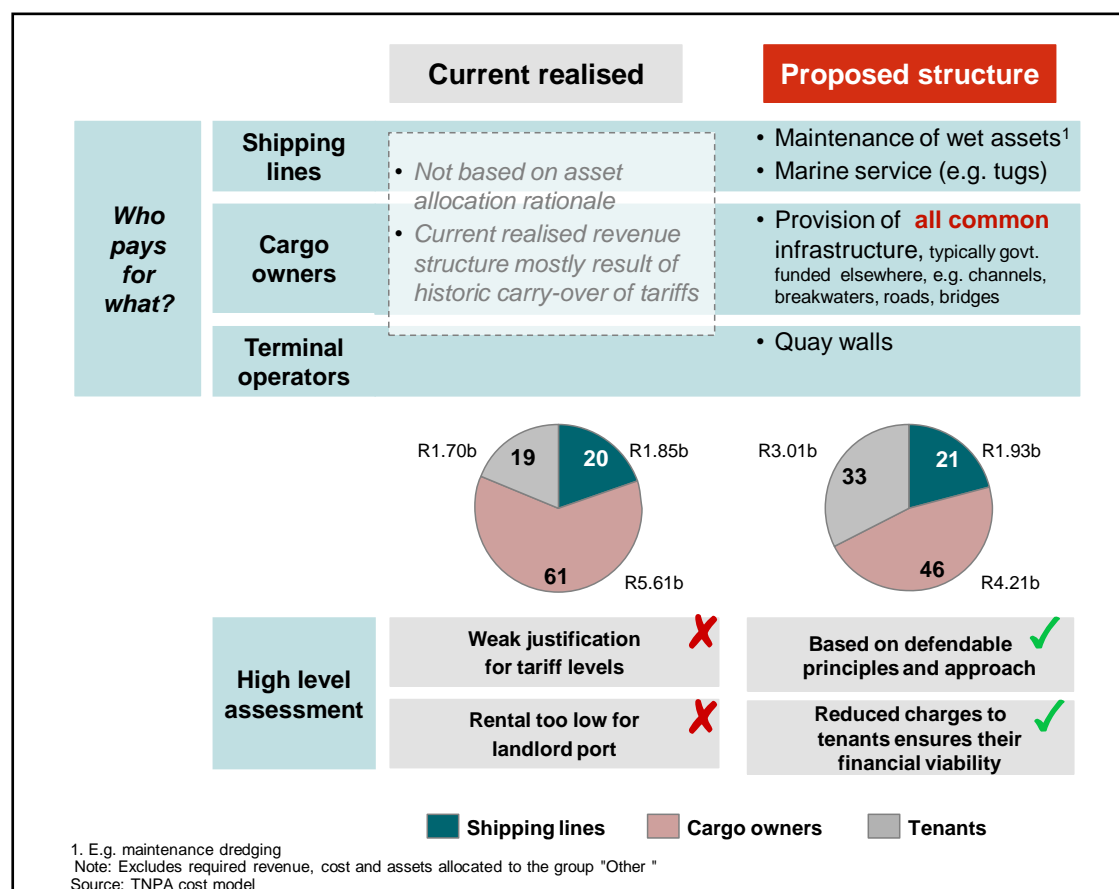 Current realised
Proposed structure
Who
pays
for
what?
Shipping
lines
• Maintenance of wet assets¹
• Marine service (e.g. tugs)
• Not based on asset
allocation rationale
• Current realised revenue
structure mostly result of
historic carry-over of tariffs
Cargo
owners
• Provision of all common
infrastructure, typically govt.
funded elsewhere, e.g. channels,
breakwaters, roads, bridges
Terminal
operators
• Quay walls
R1.70b
19
20
R1.85b
61
R5.61b
R3.01b
33
21
R1.93b
46
R4.21b
High level
assessment
Weak justification
for tariff levels
✗
Based on defendable
principles and approach
✓
Rental too low for
landlord port
✗
Reduced charges to
tenants ensures their
financial viability
✓
Shipping lines
Cargo owners
Tenants
1. E.g. maintenance dredging
Note: Excludes required revenue, cost and assets allocated to the group "Other "
Source: TNPA cost model